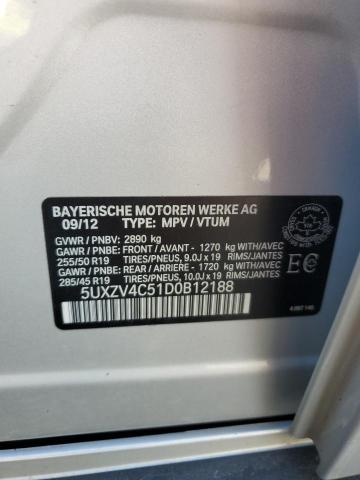 BAYERISCHE MOTOREN WERKE AG
09/12 TYPE: MPV / VTUM
GVWR / PNBV: 2890 kg
GAWR / PNBE: FRONT / AVANT - 1270 kg WITH/AVEC
255/50 R19 TIRES/PNEUS, 9.0J x 19 RIMS/JANTES
GAWR / PNBE: REAR / ARRIERE - 1720 kg WITH/AVEC
285/45 R19 TIRES/PNEUS, 10.0J x 19 RIMS/JANTES
5UXZV4C51D0B12188
CANADA
EC